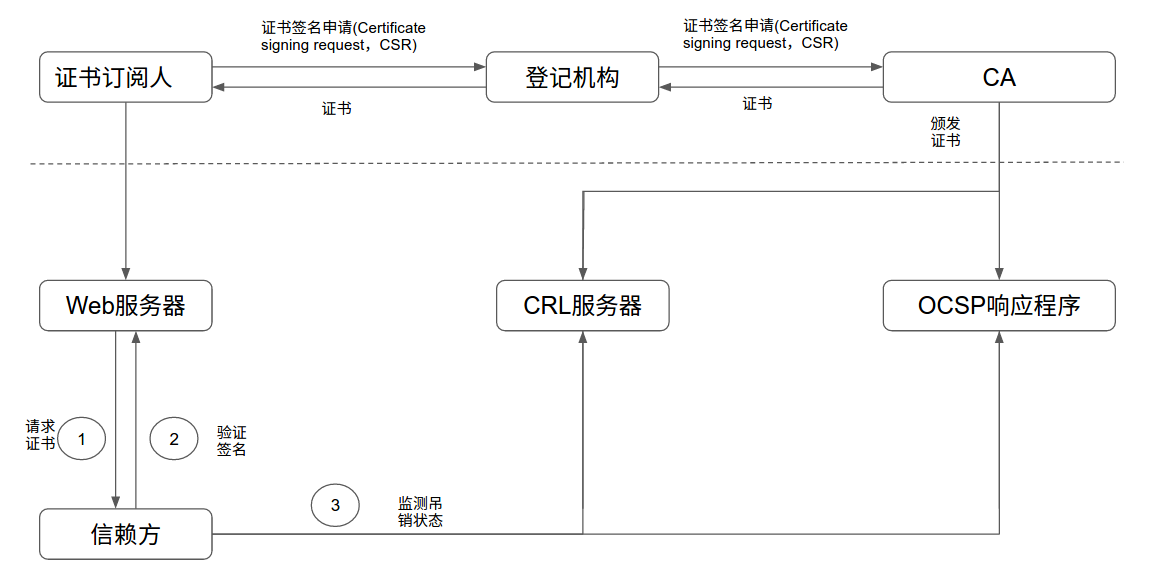 证书签名申请(Certificate
signing request，CSR)
证书签名申请(Certificate
signing request，CSR)
证书订阅人
登记机构
CA
证书
证书
颁发
证书
Web服务器
CRL服务器
OCSP响应程序
请求
证书
1
2
验证
签名
3
监测吊
销状态
信赖方